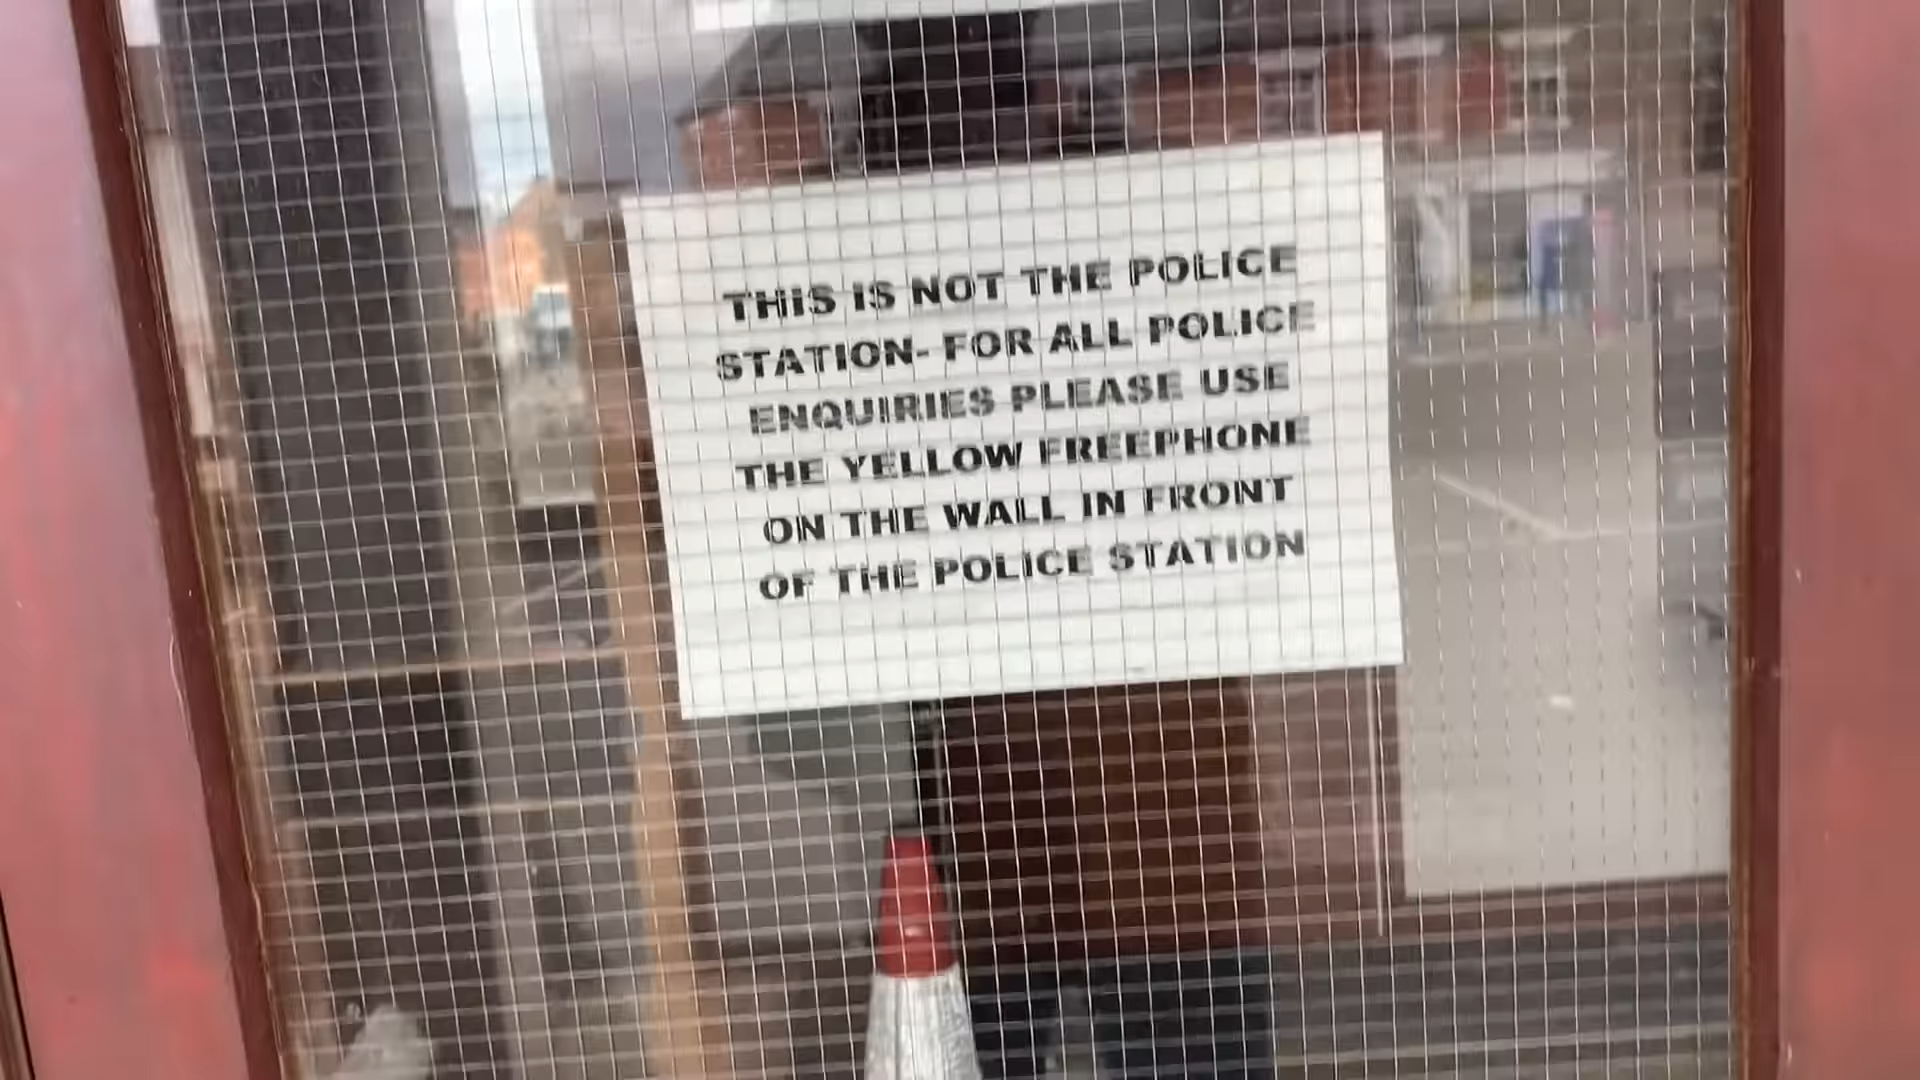 THIS IS NOT THE POLICE
STATION- FOR ALL POLICE
ENQUIRIES PLEASE USE
THE YELLOW FREEPHONE
ON THE WALL IN FRONT
OF THE POLICE STATION